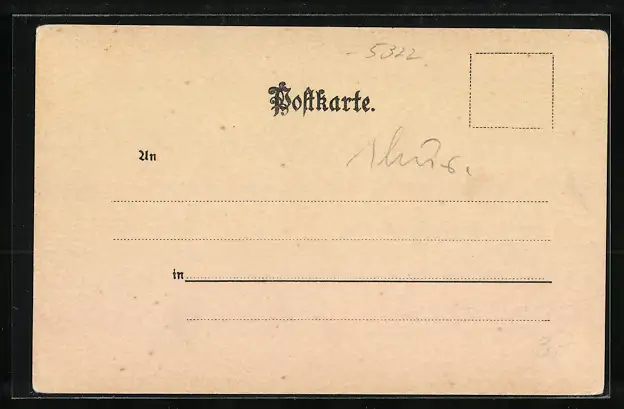 5322
Postkarte.
An
in